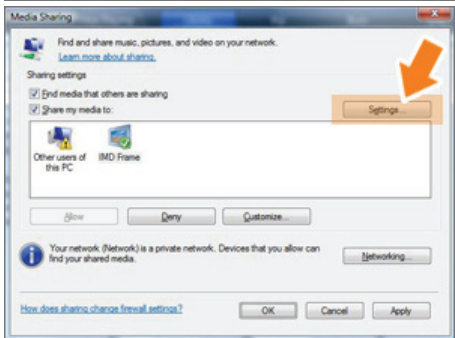 Media Sharing
Find and share music, pictures, and video on your network.
Learn more about sharing.
Sharing settings
Find media that others are sharing
Share my media to:
Settings...
Other users of
this PC
IMD Frame
Allow
Deny
Customize...
Your network (Network) is a private network. Devices that you allow can
find your shared media.
Networking...
How does sharing change firewall settings?
OK
Cancel
Apply